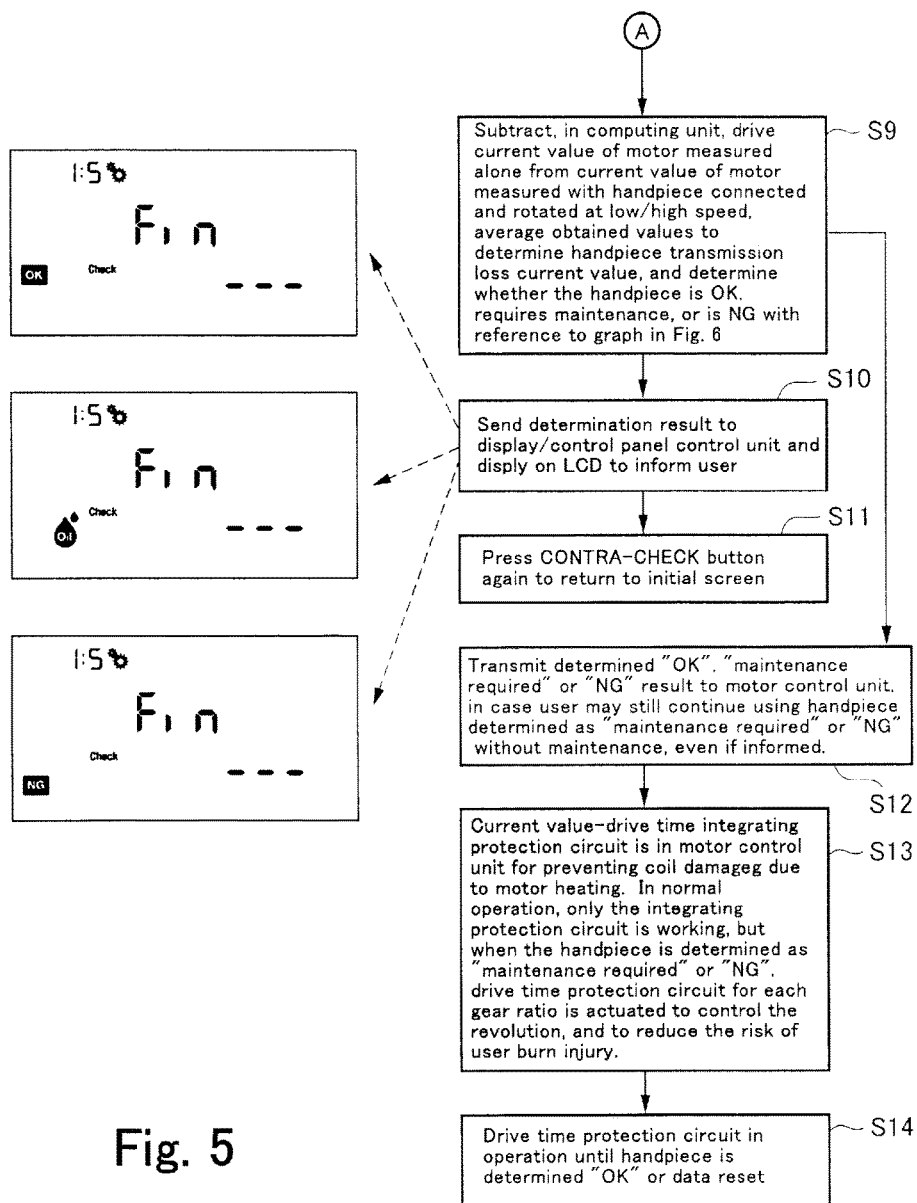 A
S9
Subtract, in computing unit, drive
current value of motor measured
alone from current value of motor
measured with handpiece connected
and rotated at low/high speed,
average obtained values to
determine handpiece transmission
loss current value, and determine
whether the handpiece is OK,
requires maintenance, or is NG with
reference to graph in Fig. 6
1:5
Fin
OK
Check
---
S10
Send determination result to
display/control panel control unit and
disply on LCD to inform user
1:5
Fin
Oil
Check
---
S11
Press CONTRA-CHECK button
again to return to initial screen
1:5
Fin
NG
Check
---
Transmit determined "OK", "maintenance
required" or "NG" result to motor control unit,
in case user may still continue using handpiece
determined as "maintenance required" or "NG"
without maintenance, even if informed.
S12
Current value-drive time integrating
protection circuit is in motor control
unit for preventing coil damageg due
to motor heating. In normal
operation, only the integrating
protection circuit is working, but
when the handpiece is determined as
"maintenance required" or "NG",
drive time protection circuit for each
gear ratio is actuated to control the
revolution, and to reduce the risk of
user burn injury.
S13
Drive time protection circuit in
operation until handpiece is
determined "OK" or data reset
S14
Fig. 5